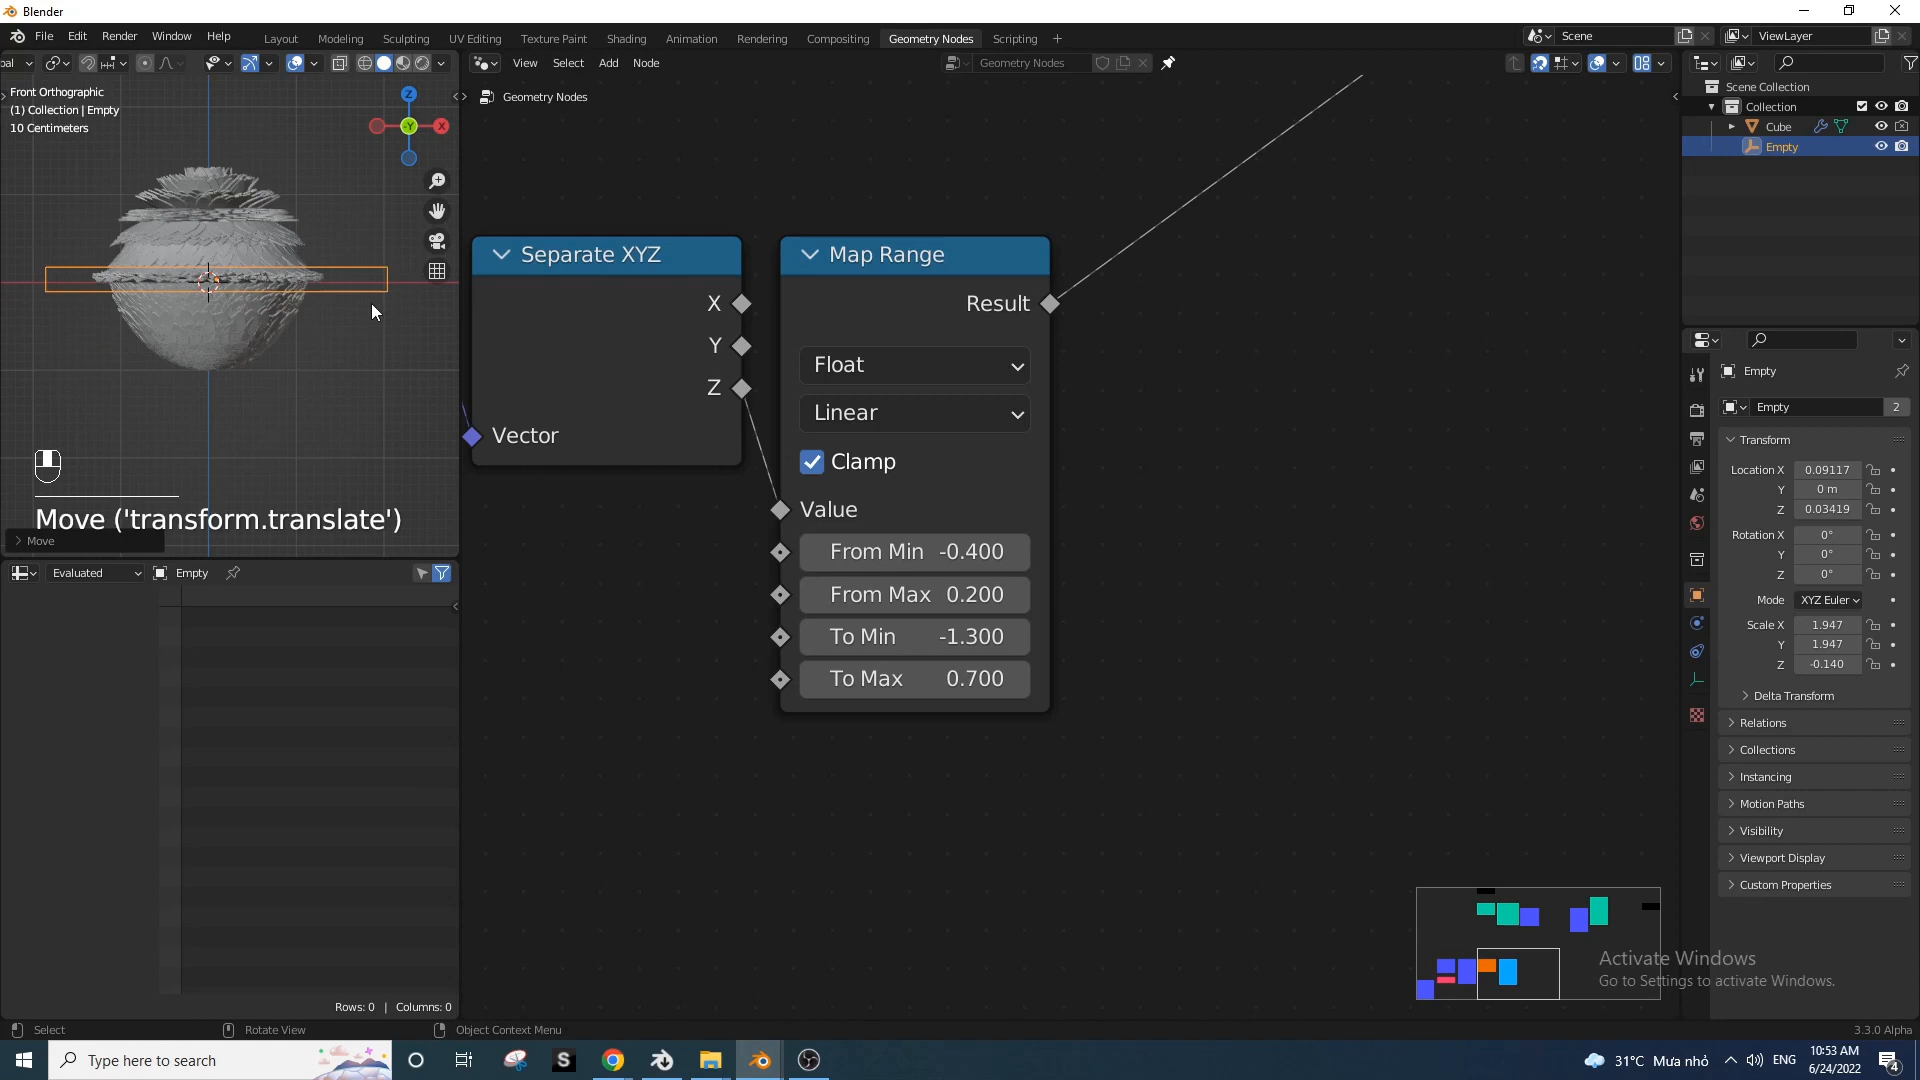 Blender
File Edit Render Window Help
Layout Modeling Sculpting UV Editing Texture Paint Shading Animation Rendering Compositing Geometry Nodes Scripting +
Scene
ViewLayer
bal
View Select Add Node
Geometry Nodes
Front Orthographic
(1) Collection | Empty
10 Centimeters
Z
X
-Y
Geometry Nodes
Scene Collection
Collection
Cube
Empty
Separate XYZ
X
Y
Z
Vector
Map Range
Result
Float
Linear
Clamp
Value
From Min -0.400
From Max 0.200
To Min -1.300
To Max 0.700
Move ('transform.translate')
Move
Evaluated
Empty
Rows: 0 | Columns: 0
Empty
Empty 2
Transform
Location X 0.09117
Y 0 m
Z 0.03419
Rotation X 0°
Y 0°
Z 0°
Mode XYZ Euler
Scale X 1.947
Y 1.947
Z -0.140
Delta Transform
Relations
Collections
Instancing
Motion Paths
Visibility
Viewport Display
Custom Properties
Activate Windows
Go to Settings to activate Windows.
Select
Rotate View
Object Context Menu
3.3.0 Alpha
Type here to search
S
31°C Mưa nhỏ
ENG
10:53 AM
6/24/2022
4